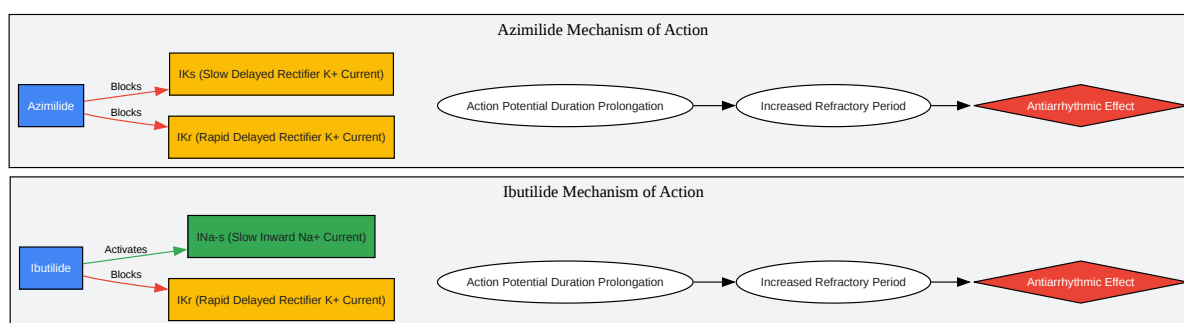 Azimilide Mechanism of Action
Azimilide
Blocks
Blocks
IKs (Slow Delayed Rectifier K+ Current)
IKr (Rapid Delayed Rectifier K+ Current)
Action Potential Duration Prolongation
Increased Refractory Period
Antiarrhythmic Effect
Ibutilide Mechanism of Action
Ibutilide
Activates
Blocks
INa-s (Slow Inward Na+ Current)
IKr (Rapid Delayed Rectifier K+ Current)
Action Potential Duration Prolongation
Increased Refractory Period
Antiarrhythmic Effect